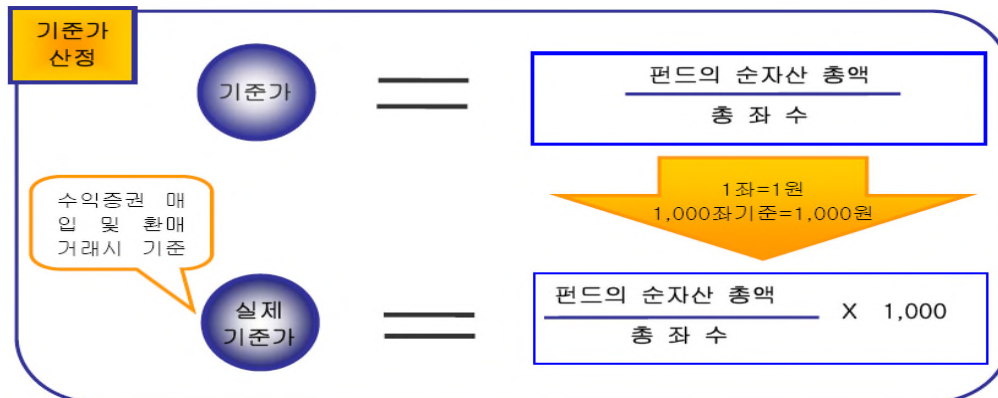 기준가
산정
기준가
펀드의 순자산 총액
총 좌 수
1좌=1원
1,000좌기준=1,000원
수익증권 매
입 및 환매
거래시 기준
실제
기준가
펀드의 순자산 총액
총 좌 수
X 1,000